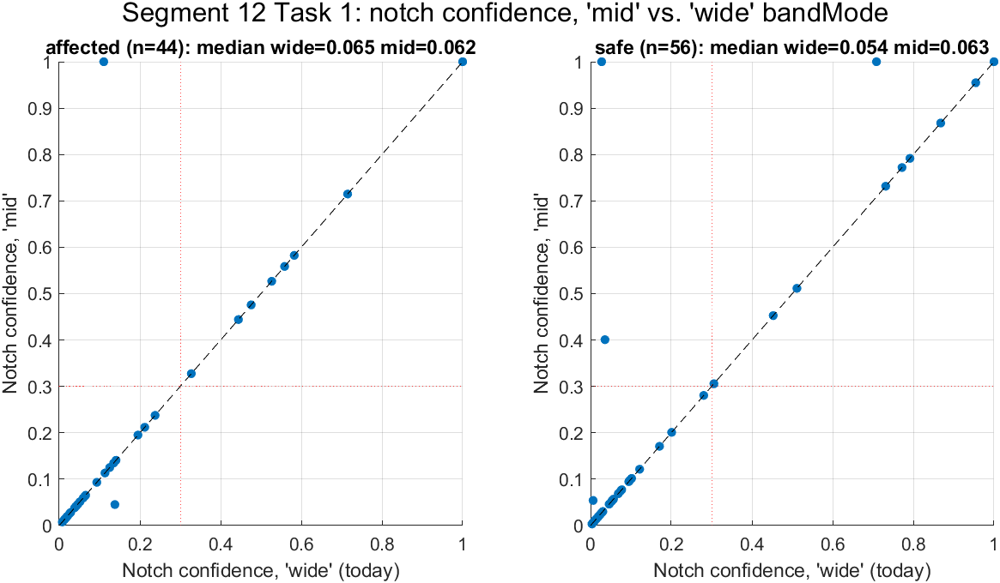 Segment 12 Task 1: notch confidence, 'mid' vs. 'wide' bandMode
affected (n=44): median wide=0.065 mid=0.062
1
0.9
0.8
0.7
0.6
0.5
0.4
0.3
0.2
0.1
0
Notch confidence, 'mid'
0 0.2 0.4 0.6 0.8 1
Notch confidence, 'wide' (today)
safe (n=56): median wide=0.054 mid=0.063
1
0.9
0.8
0.7
0.6
0.5
0.4
0.3
0.2
0.1
0
Notch confidence, 'mid'
0 0.2 0.4 0.6 0.8 1
Notch confidence, 'wide' (today)